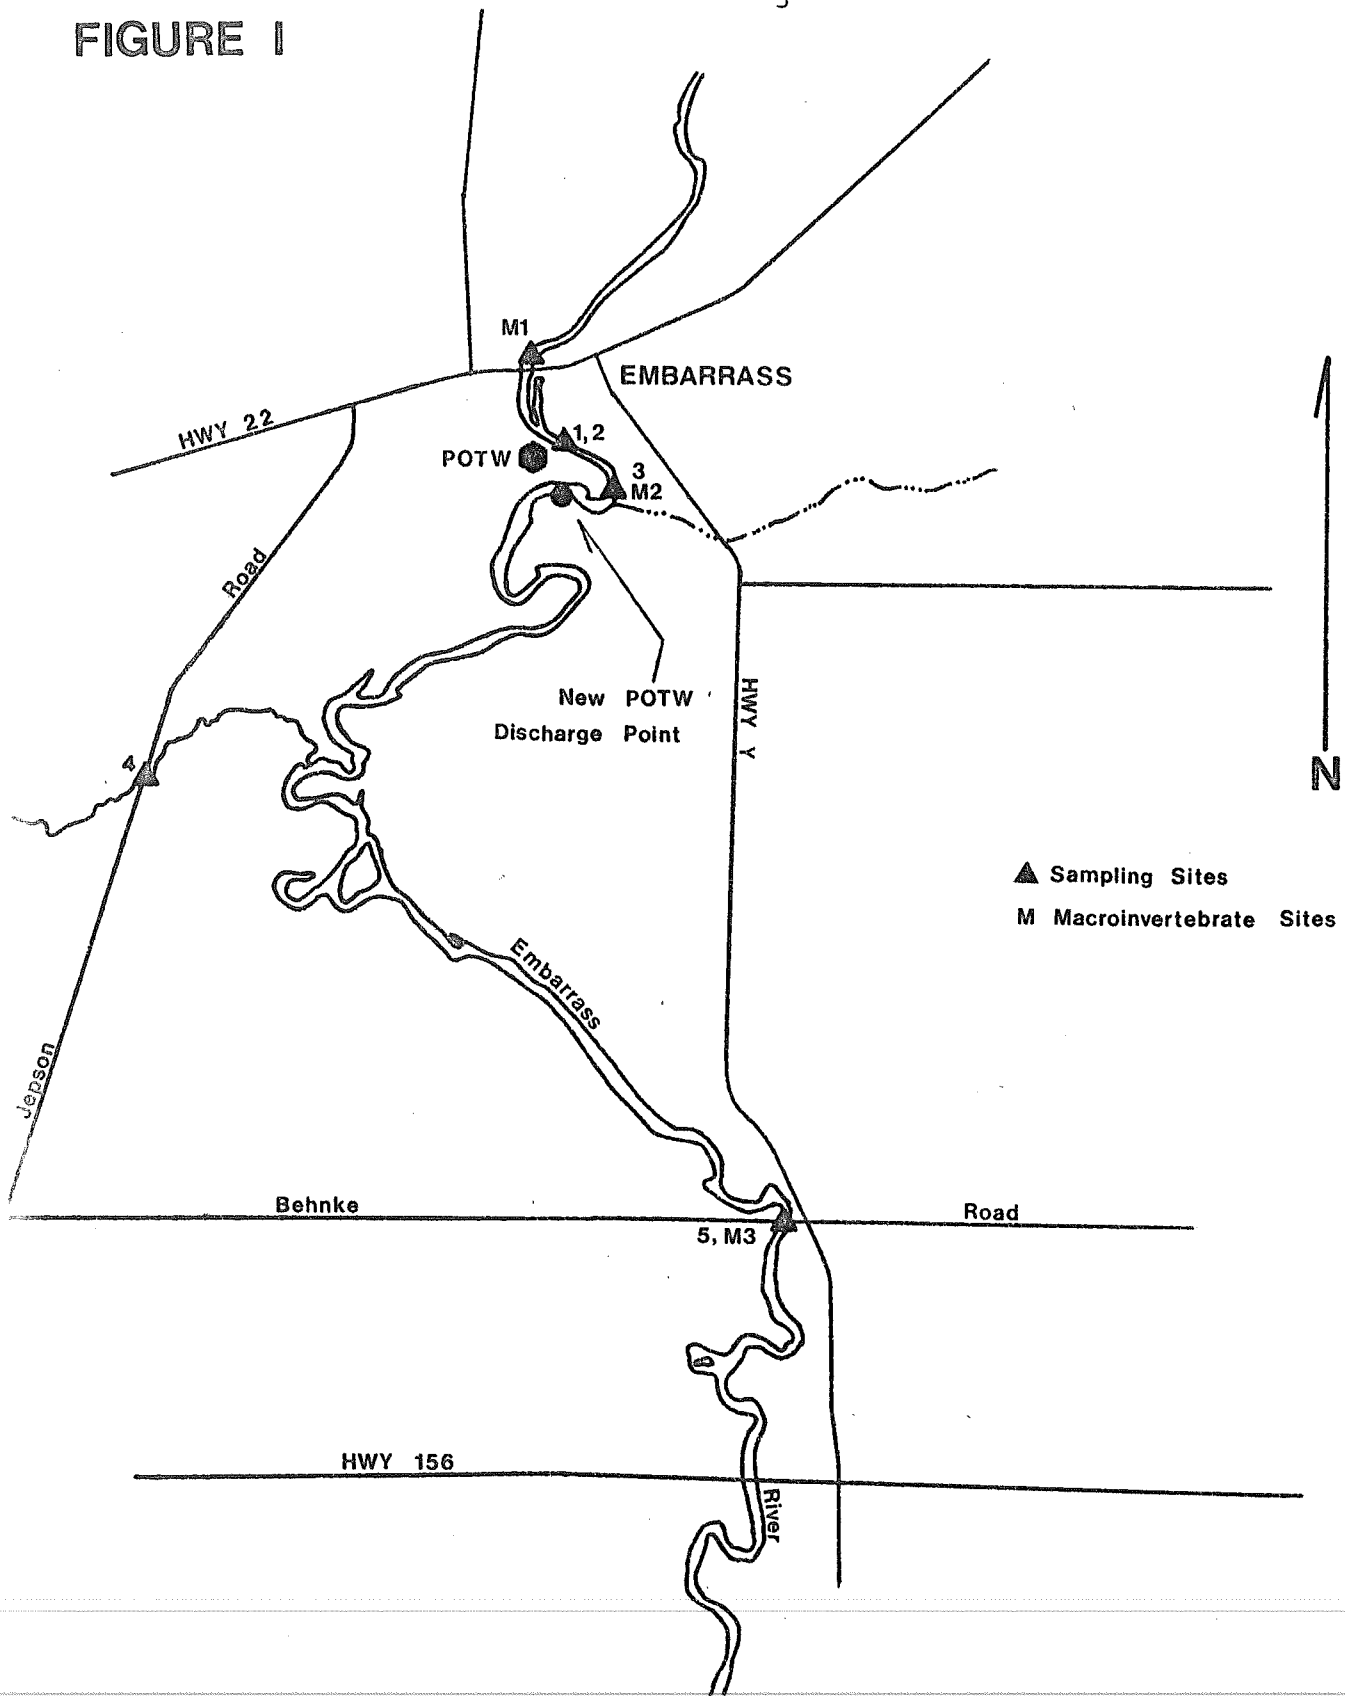 FIGURE I
M1
EMBARRASS
HWY 22
1, 2
POTW
3
M2
Road
New POTW
Discharge Point
HWY Y
4
N
Sampling Sites
M Macroinvertebrate Sites
Embarrass
Jepson
Behnke
Road
5, M3
HWY 156
River